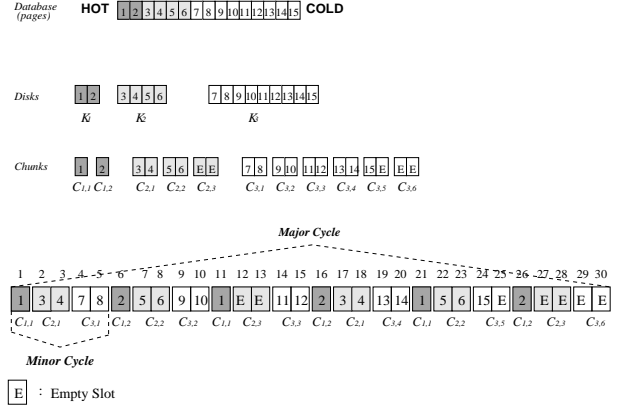 Database (pages)
HOT 1 2 3 4 5 6 7 8 9 10 11 12 13 14 15 COLD
Disks 1 2 3 4 5 6 7 8 9 10 11 12 13 14 15
K1 K2 K3
Chunks 1 2 3 4 5 6 E E 7 8 9 10 11 12 13 14 15 E E E
C1,1 C1,2 C2,1 C2,2 C2,3 C3,1 C3,2 C3,3 C3,4 C3,5 C3,6
Major Cycle
1 2 3 4 5 6 7 8 9 10 11 12 13 14 15 16 17 18 19 20 21 22 23 24 25 26 27 28 29 30
1 3 4 7 8 2 5 6 9 10 1 E E 11 12 2 3 4 13 14 1 5 6 15 E 2 E E E E
C1,1 C2,1 C3,1 C1,2 C2,2 C3,2 C1,1 C2,3 C3,3 C1,2 C2,1 C3,4 C1,1 C2,2 C3,5 C1,2 C2,3 C3,6
Minor Cycle
E : Empty Slot